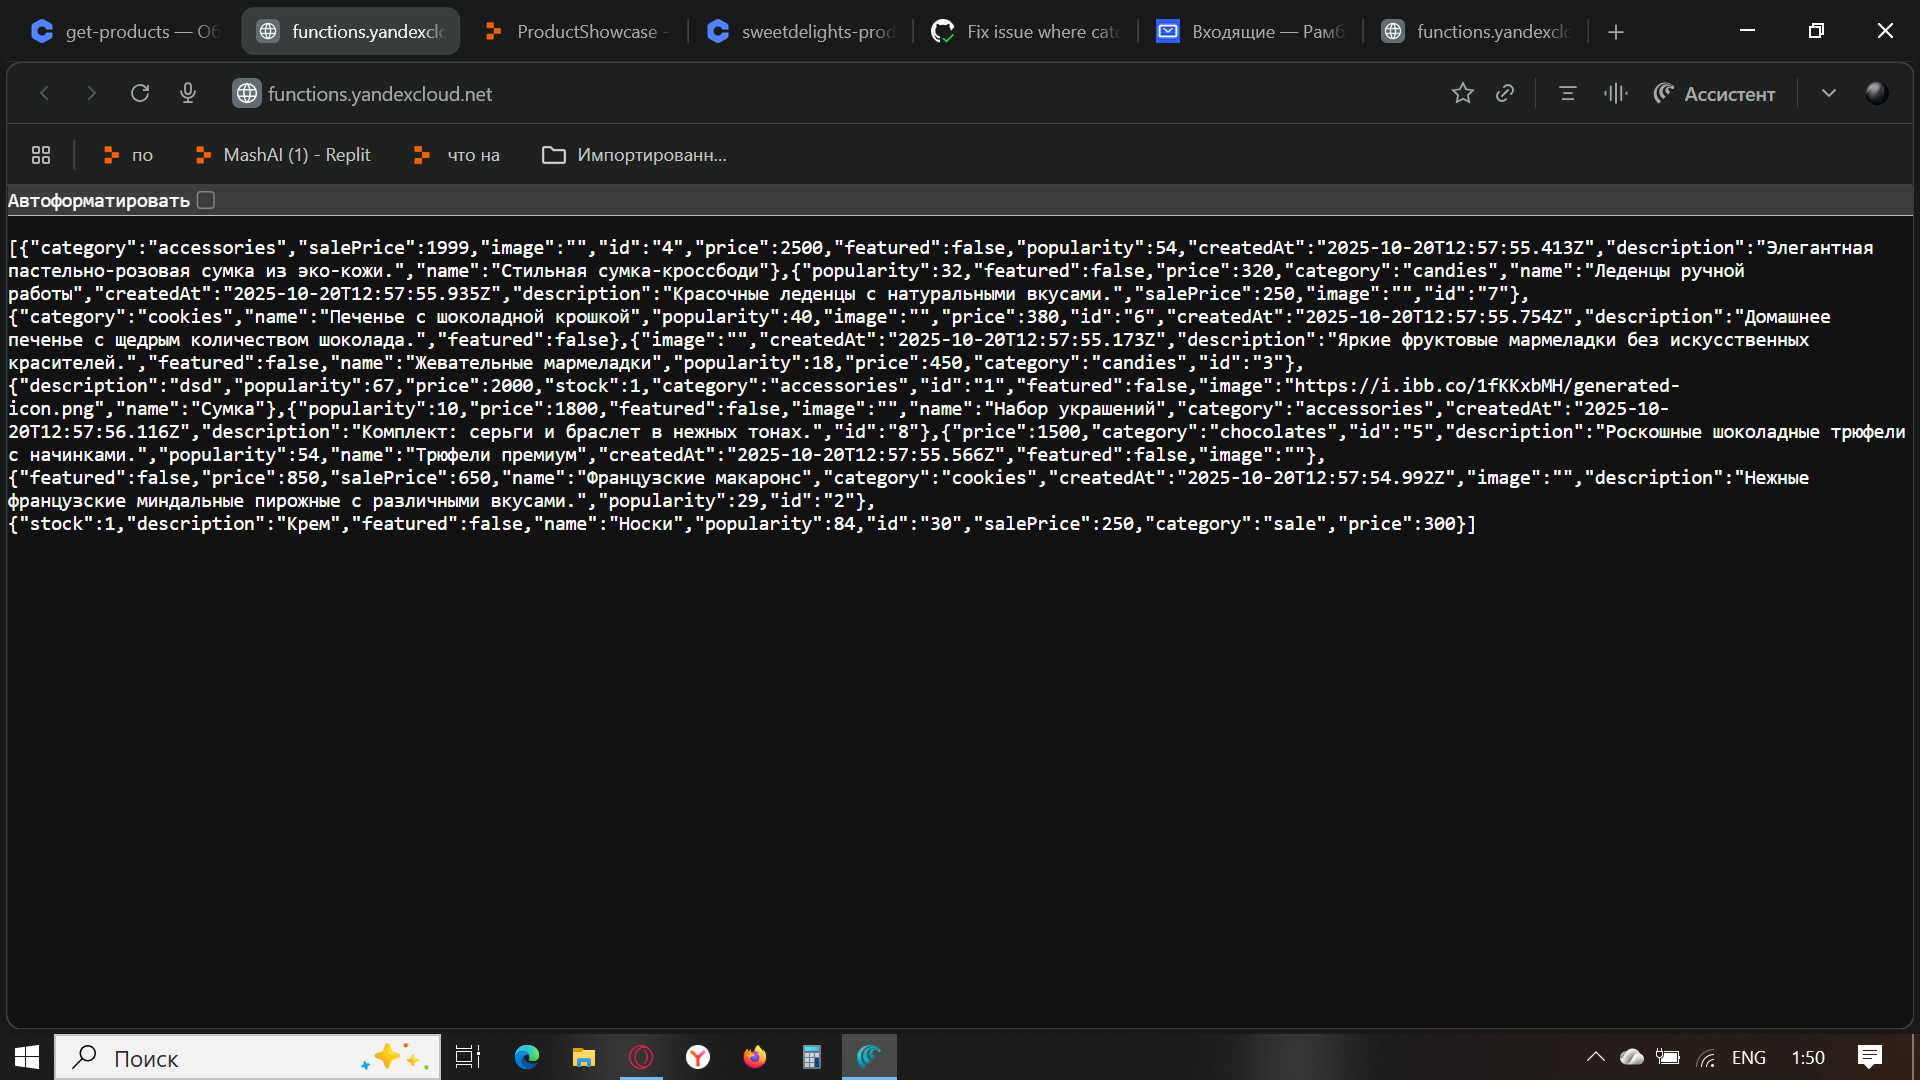 get-products — Об
functions.yandexclo
ProductShowcase -
sweetdelights-prod
Fix issue where cate
Входящие — Рамб
functions.yandexclo
functions.yandexcloud.net
Ассистент
по
MashAI (1) - Replit
что на
Импортированн...
Автоформатировать
[{"category":"accessories","salePrice":1999,"image":"","id":"4","price":2500,"featured":false,"popularity":54,"createdAt":"2025-10-20T12:57:55.413Z","description":"Элегантная
пастельно-розовая сумка из эко-кожи.","name":"Стильная сумка-кроссбоди"},{"popularity":32,"featured":false,"price":320,"category":"candies","name":"Леденцы ручной
работы","createdAt":"2025-10-20T12:57:55.935Z","description":"Красочные леденцы с натуральными вкусами.","salePrice":250,"image":"","id":"7"},
{"category":"cookies","name":"Печенье с шоколадной крошкой","popularity":40,"image":"","price":380,"id":"6","createdAt":"2025-10-20T12:57:55.754Z","description":"Домашнее
печенье с щедрым количеством шоколада.","featured":false},{"image":"","createdAt":"2025-10-20T12:57:55.173Z","description":"Яркие фруктовые мармеладки без искусственных
красителей.","featured":false,"name":"Жевательные мармеладки","popularity":18,"price":450,"category":"candies","id":"3"},
{"description":"dsd","popularity":67,"price":2000,"stock":1,"category":"accessories","id":"1","featured":false,"image":"https://i.ibb.co/1fKKxbMH/generated-
icon.png","name":"Сумка"},{"popularity":10,"price":1800,"featured":false,"image":"","name":"Набор украшений","category":"accessories","createdAt":"2025-10-
20T12:57:56.116Z","description":"Комплект: серьги и браслет в нежных тонах.","id":"8"},{"price":1500,"category":"chocolates","id":"5","description":"Роскошные шоколадные трюфели
с начинками.","popularity":54,"name":"Трюфели премиум","createdAt":"2025-10-20T12:57:55.566Z","featured":false,"image":""},
{"featured":false,"price":850,"salePrice":650,"name":"Французские макаронс","category":"cookies","createdAt":"2025-10-20T12:57:54.992Z","image":"","description":"Нежные
французские миндальные пирожные с различными вкусами.","popularity":29,"id":"2"},
{"stock":1,"description":"Крем","featured":false,"name":"Носки","popularity":84,"id":"30","salePrice":250,"category":"sale","price":300}]
Поиск
ENG
1:50